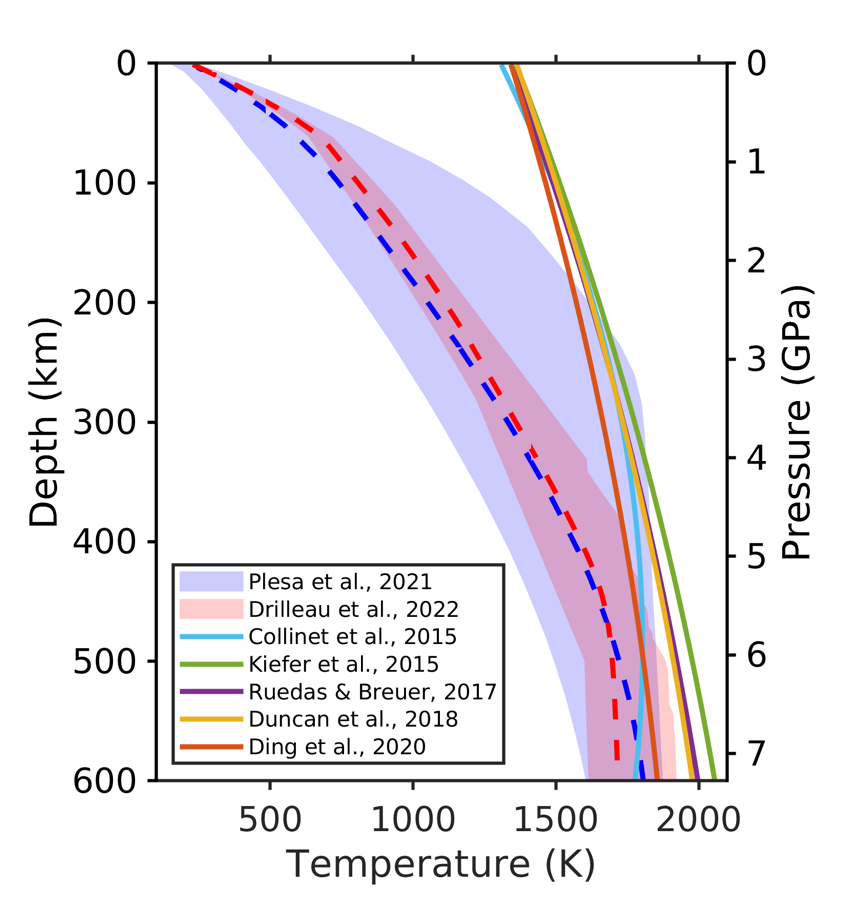 0
100
200
300
400
500
600
Depth (km)
0
1
2
3
4
5
6
7
Pressure (GPa)
Plesa et al., 2021
Drilleau et al., 2022
Collinet et al., 2015
Kiefer et al., 2015
Ruedas & Breuer, 2017
Duncan et al., 2018
Ding et al., 2020
500 1000 1500 2000
Temperature (K)